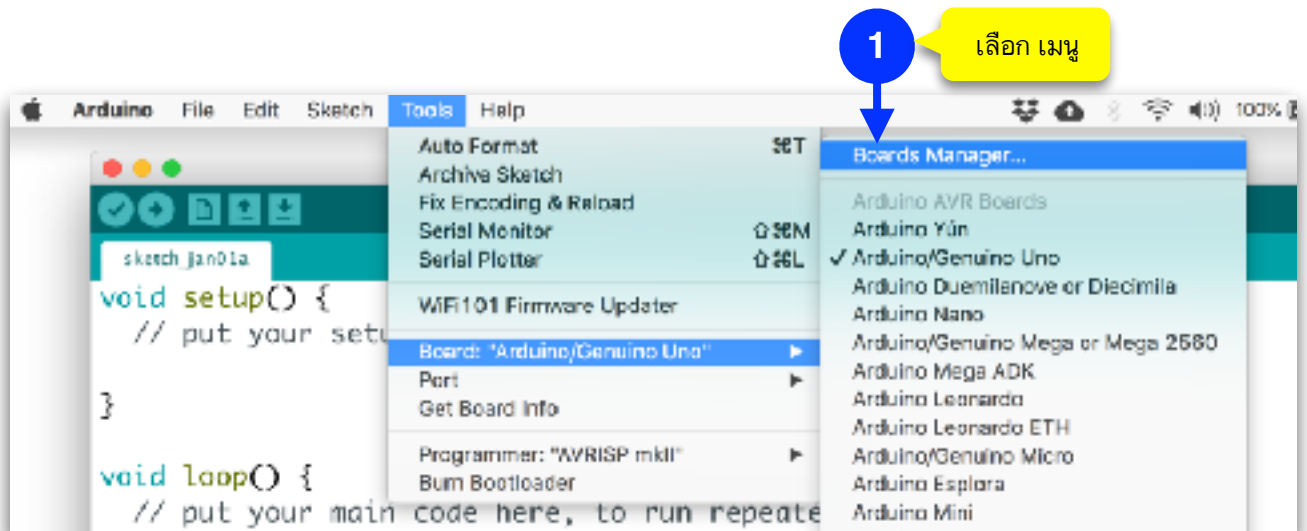 1
เลือก เมนู
Arduino File Edit Sketch Tools Help 100%
Auto Format ⌘T
Archive Sketch
Fix Encoding & Reload
Serial Monitor ⇧⌘M
Serial Plotter ⇧⌘L
WiFi101 Firmware Updater
Board: "Arduino/Genuino Uno"
Port
Get Board Info
Programmer: "AVRISP mkII"
Burn Bootloader
Boards Manager...
Arduino AVR Boards
Arduino Yún
✓ Arduino/Genuino Uno
Arduino Duemilanove or Diecimila
Arduino Nano
Arduino/Genuino Mega or Mega 2560
Arduino Mega ADK
Arduino Leonardo
Arduino Leonardo ETH
Arduino/Genuino Micro
Arduino Esplora
Arduino Mini
sketch_jan01a
void setup() {
// put your setu
}
void loop() {
// put your main code here, to run repeate